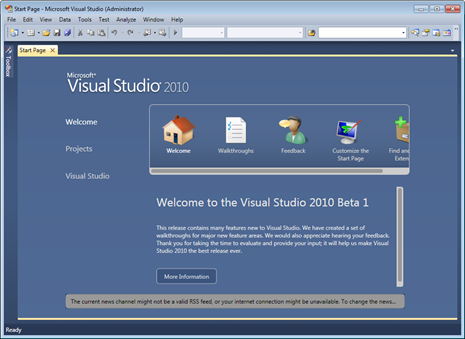 Start Page - Microsoft Visual Studio (Administrator)
File Edit View Data Tools Test Analyze Window Help
Toolbox
Start Page
Microsoft®
Visual Studio® 2010
Welcome
Projects
Visual Studio
Welcome
Walkthroughs
Feedback
Customize the
Start Page
Find and
Exten
Welcome to the Visual Studio 2010 Beta 1
This release contains many features new to Visual Studio. We have created a set of
walkthroughs for major new feature areas. We would also appreciate hearing your feedback.
Thank you for taking the time to evaluate and provide your input; it will help us make Visual
Studio 2010 the best release ever.
More Information
The current news channel might not be a valid RSS feed, or your internet connection might be unavailable. To change the news...
Ready